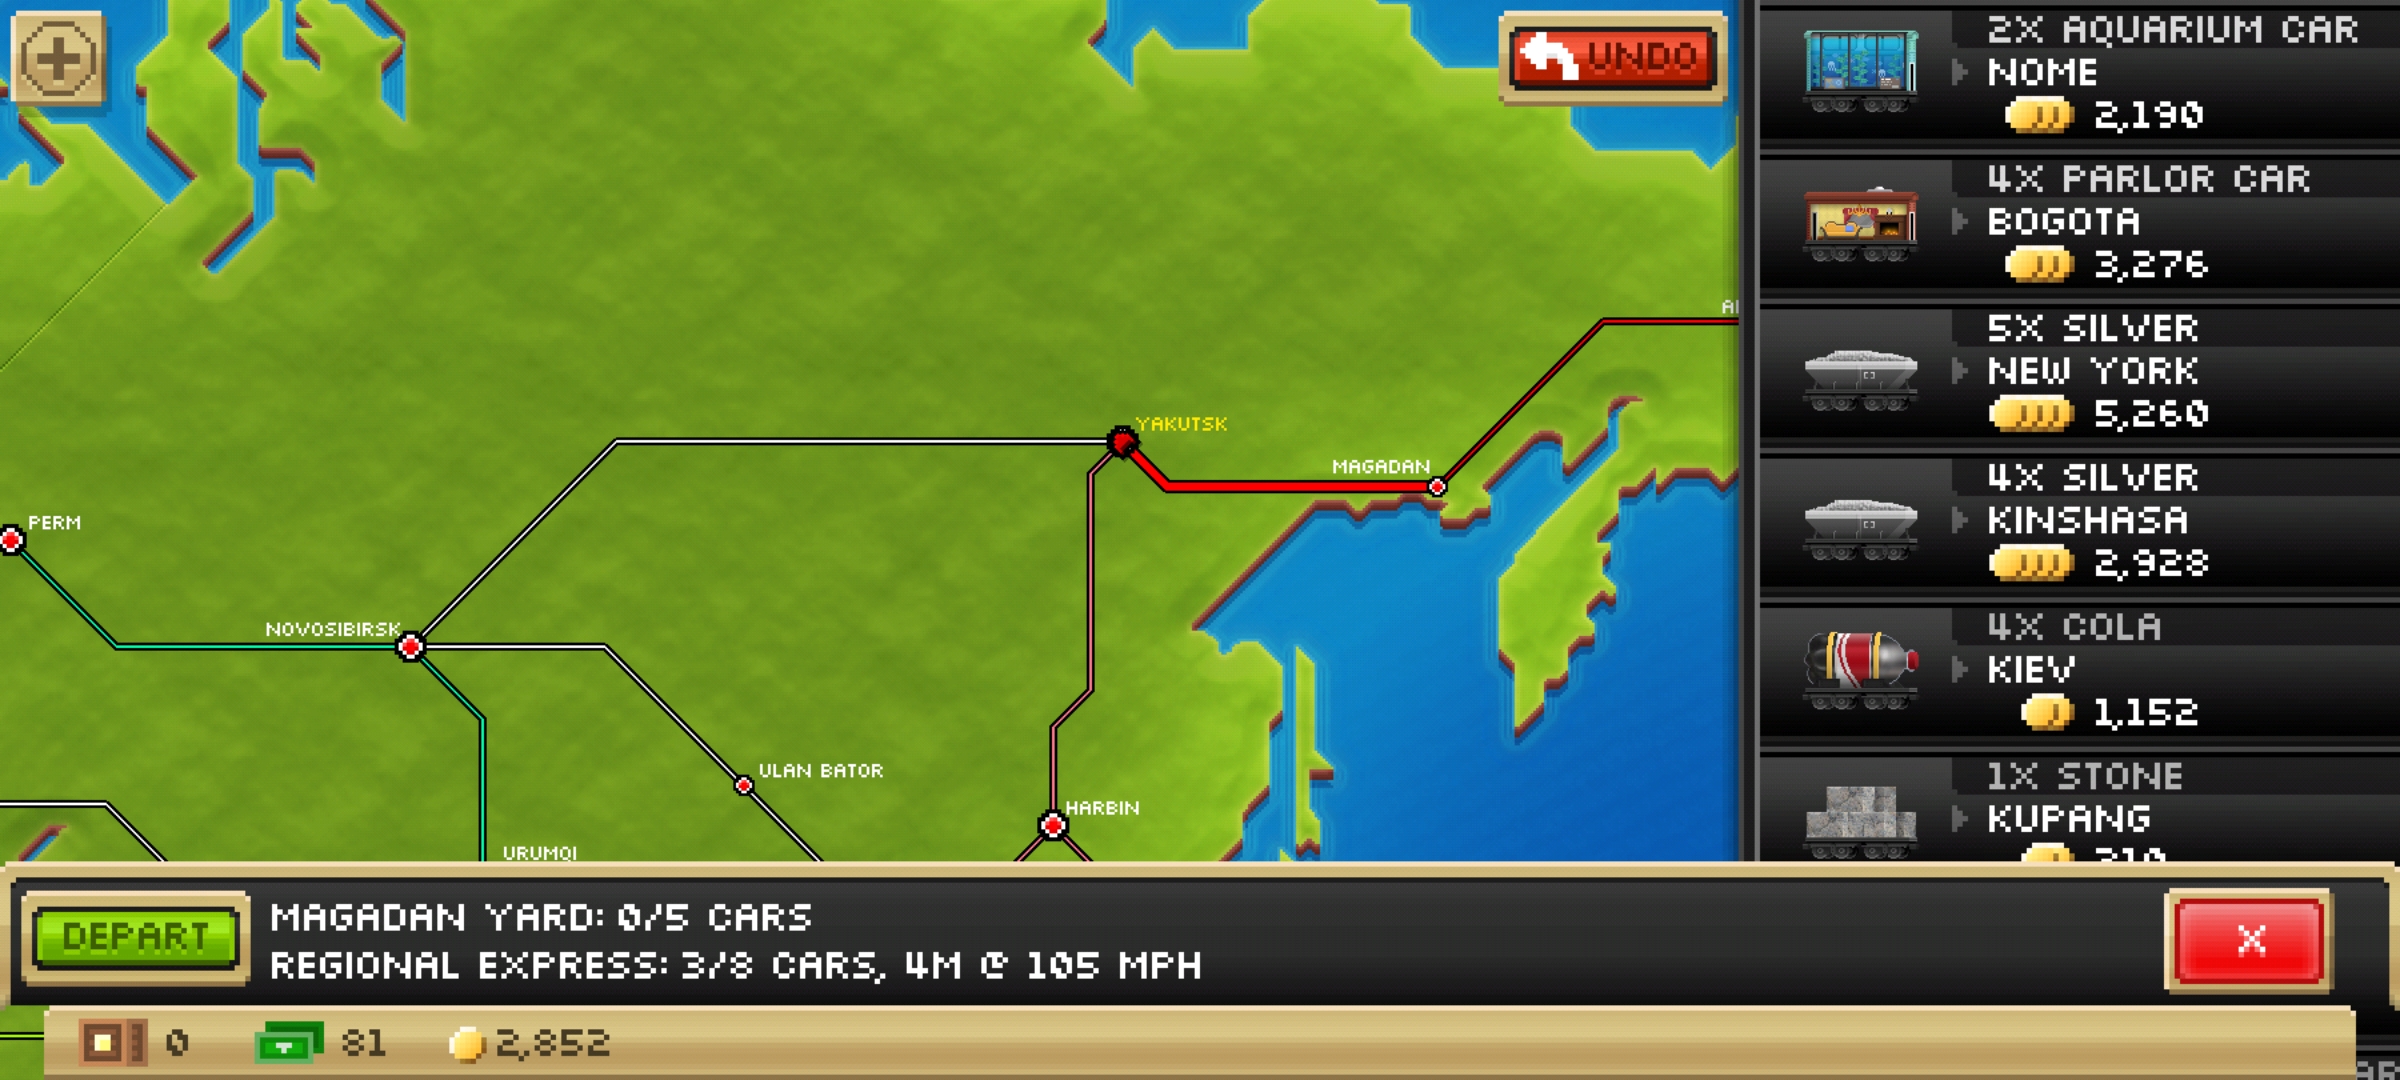 UNDO
YAKUTSK
MAGADAN
PERM
NOVOSIBIRSK
ULAN BATOR
HARBIN
URUMQI
2X AQUARIUM CAR
NOME
2,190
4X PARLOR CAR
BOGOTA
3,276
5X SILVER
NEW YORK
5,260
4X SILVER
KINSHASA
2,928
4X COLA
KIEV
1,152
1X STONE
KUPANG
DEPART
MAGADAN YARD: 0/5 CARS
REGIONAL EXPRESS: 3/8 CARS, 4M @ 105 MPH
X
0
81
2,852